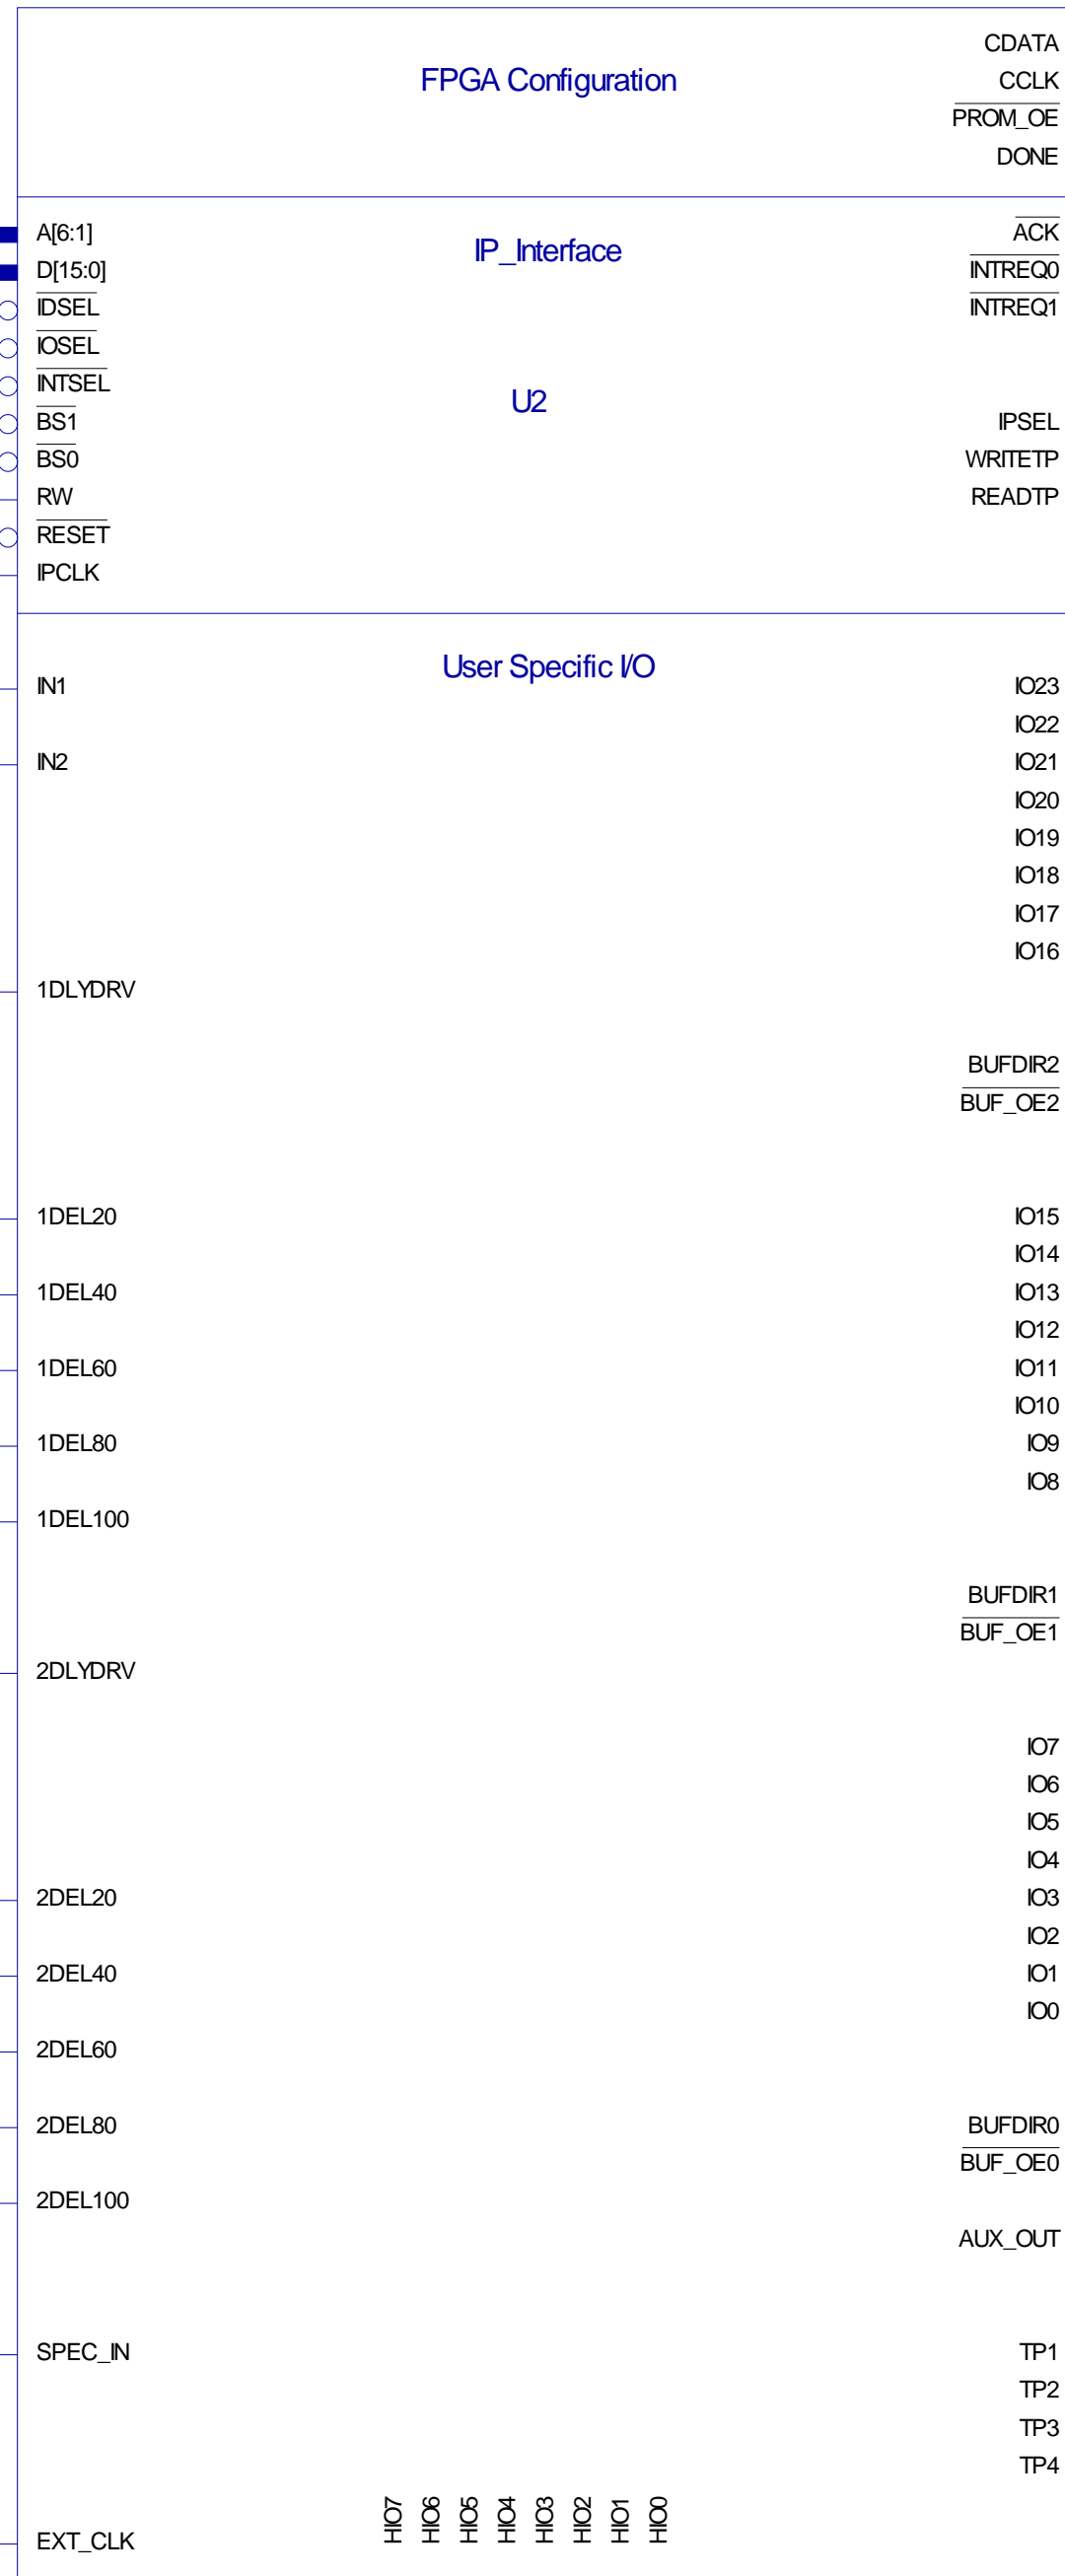 CDATA
FPGA Configuration
CCLK
PROM_OE
DONE
A[6:1]
IP_Interface
ACK
D[15:0]
INTREQ0
IDSEL
INTREQ1
IOSEL
INTSEL
U2
BS1
IPSEL
BS0
WRITETP
RW
READTP
RESET
IPCLK
User Specific I/O
IN1
IO23
IO22
IN2
IO21
IO20
IO19
IO18
IO17
IO16
1DLYDRV
BUFDIR2
BUF_OE2
1DEL20
IO15
IO14
1DEL40
IO13
IO12
1DEL60
IO11
IO10
1DEL80
IO9
IO8
1DEL100
BUFDIR1
BUF_OE1
2DLYDRV
IO7
IO6
IO5
IO4
2DEL20
IO3
IO2
2DEL40
IO1
IO0
2DEL60
2DEL80
BUFDIR0
BUF_OE0
2DEL100
AUX_OUT
SPEC_IN
TP1
TP2
TP3
TP4
HIO7
HIO6
HIO5
HIO4
HIO3
HIO2
HIO1
HIO0
EXT_CLK